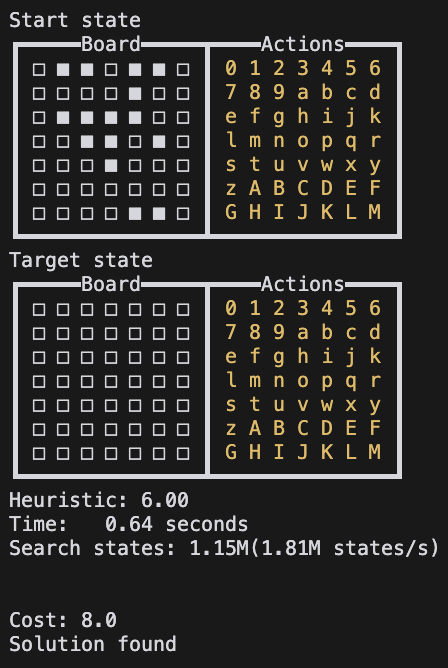 Start state
Board Actions
□ ■ ■ □ ■ ■ □ 0 1 2 3 4 5 6
□ □ □ □ ■ □ □ 7 8 9 a b c d
□ ■ ■ ■ ■ □ □ e f g h i j k
□ □ ■ ■ □ ■ □ l m n o p q r
□ □ □ ■ □ □ □ s t u v w x y
□ □ □ □ □ □ □ z A B C D E F
□ □ □ □ ■ ■ □ G H I J K L M
Target state
Board Actions
□ □ □ □ □ □ □ 0 1 2 3 4 5 6
□ □ □ □ □ □ □ 7 8 9 a b c d
□ □ □ □ □ □ □ e f g h i j k
□ □ □ □ □ □ □ l m n o p q r
□ □ □ □ □ □ □ s t u v w x y
□ □ □ □ □ □ □ z A B C D E F
□ □ □ □ □ □ □ G H I J K L M
Heuristic: 6.00
Time: 0.64 seconds
Search states: 1.15M(1.81M states/s)
Cost: 8.0
Solution found